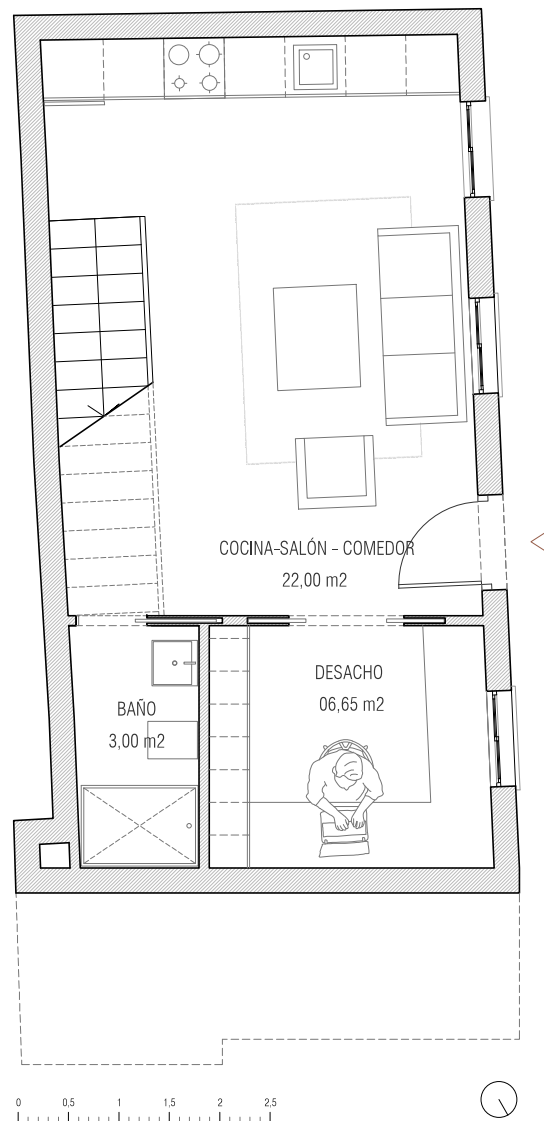 COCINA-SALÓN - COMEDOR
22,00 m2
DESACHO
06,65 m2
BAÑO
3,00 m2
0 0,5 1 1,5 2 2,5